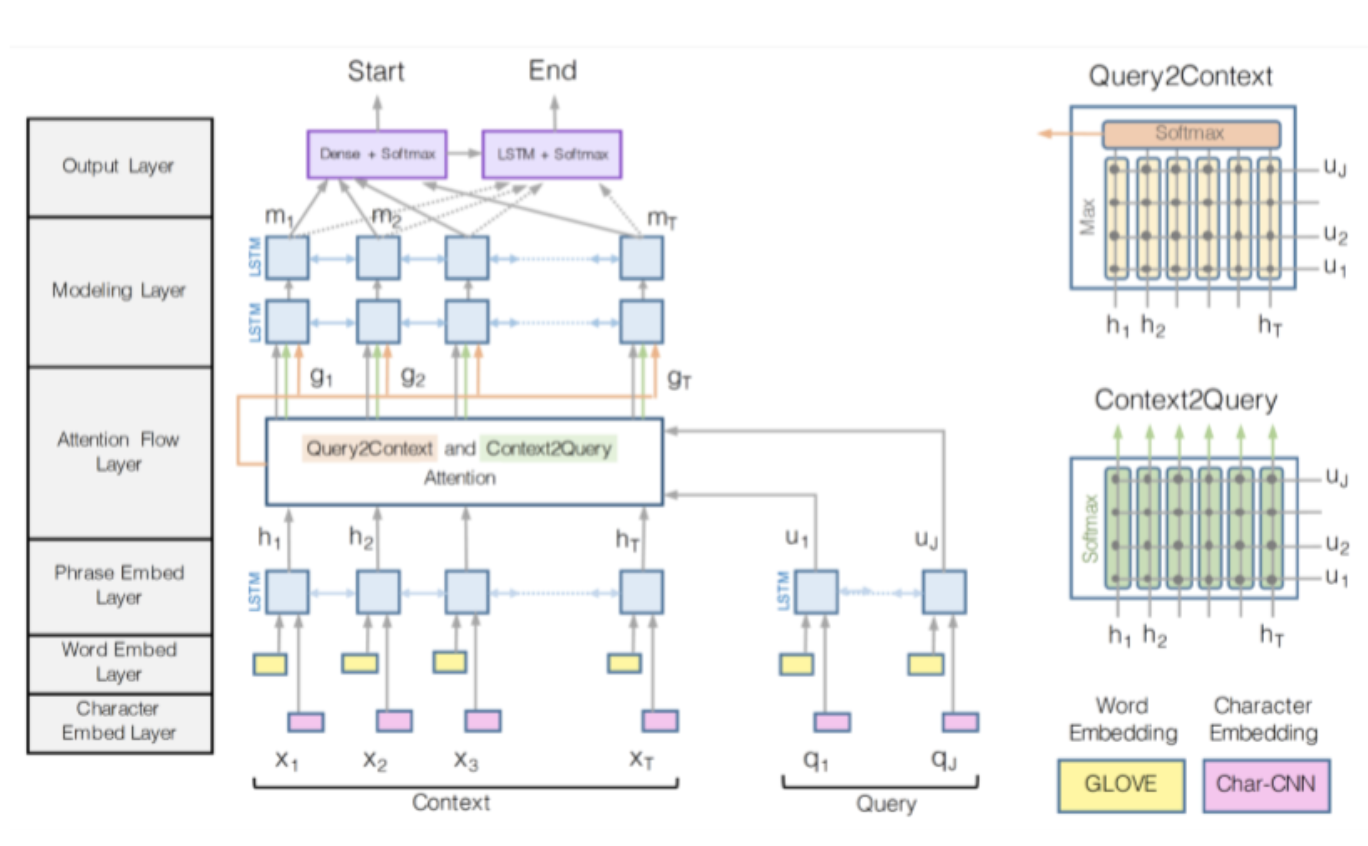 Start
End
Query2Context
Output Layer
Dense + Softmax
LSTM + Softmax
Softmax
Max
u_J
u_2
u_1
h_1 h_2 h_T
m_1 m_2 m_T
Modeling Layer
LSTM
LSTM
g_1 g_2 g_T
Attention Flow
Layer
Query2Context and Context2Query
Attention
Context2Query
Softmax
u_J
u_2
u_1
h_1 h_2 h_T
h_1 h_2 h_T
u_1 u_J
Phrase Embed
Layer
LSTM
LSTM
Word Embed
Layer
Character
Embed Layer
x_1 x_2 x_3 x_T
q_1 q_J
Context
Query
Word
Embedding
Character
Embedding
GLOVE
Char-CNN